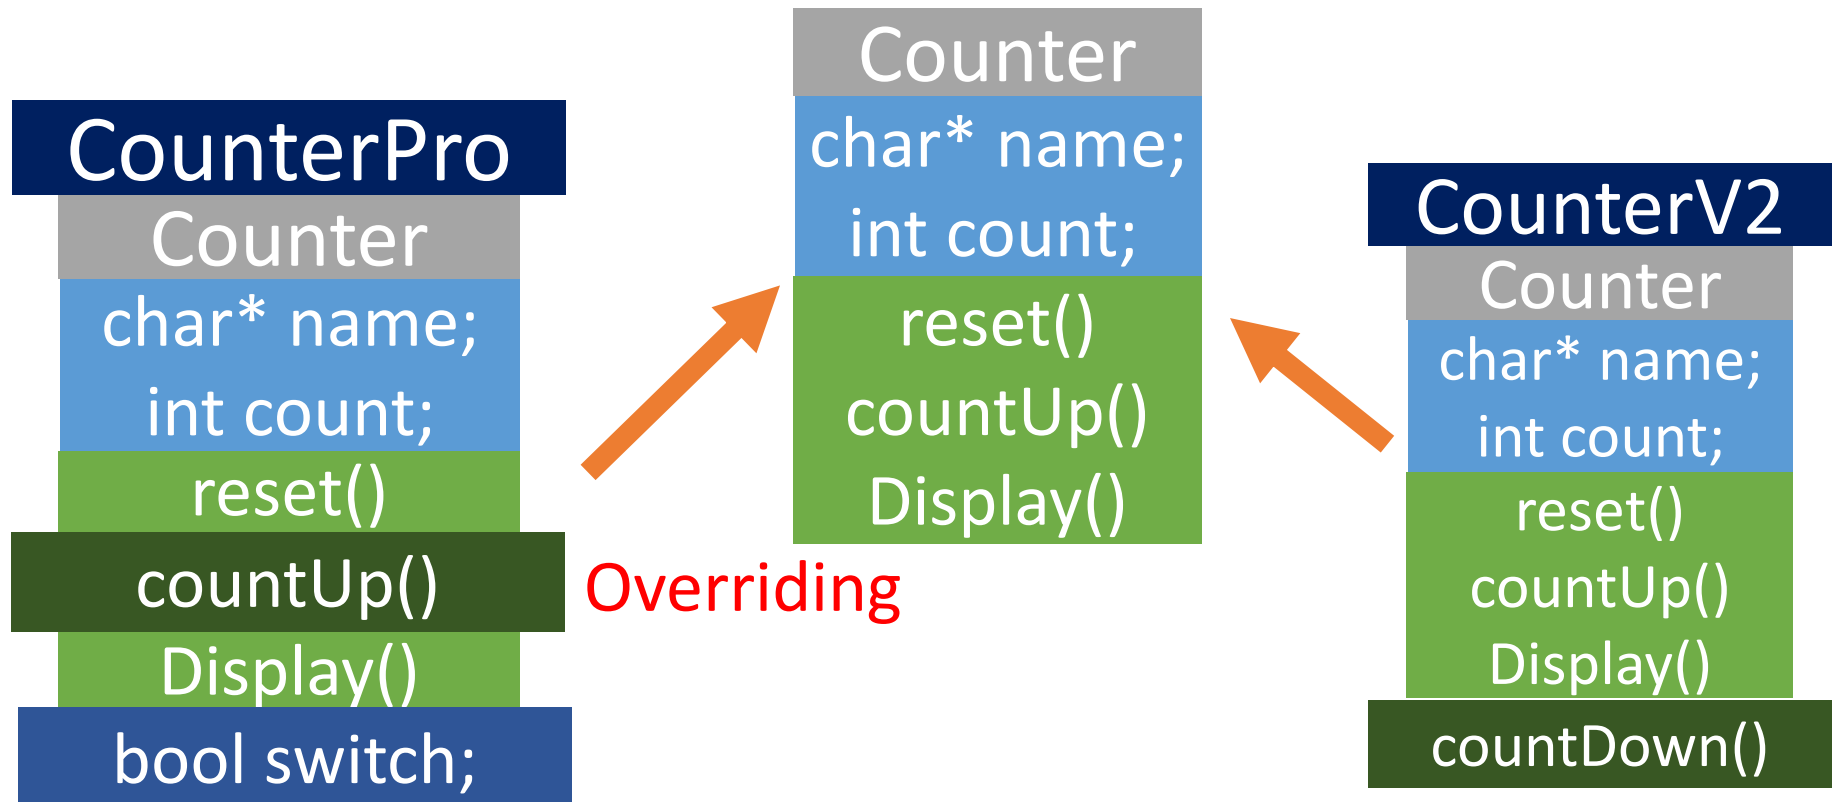 CounterPro
Counter
char* name;
int count;
reset()
countUp()
Display()
bool switch;
Overriding
Counter
char* name;
int count;
reset()
countUp()
Display()
CounterV2
Counter
char* name;
int count;
reset()
countUp()
Display()
countDown()